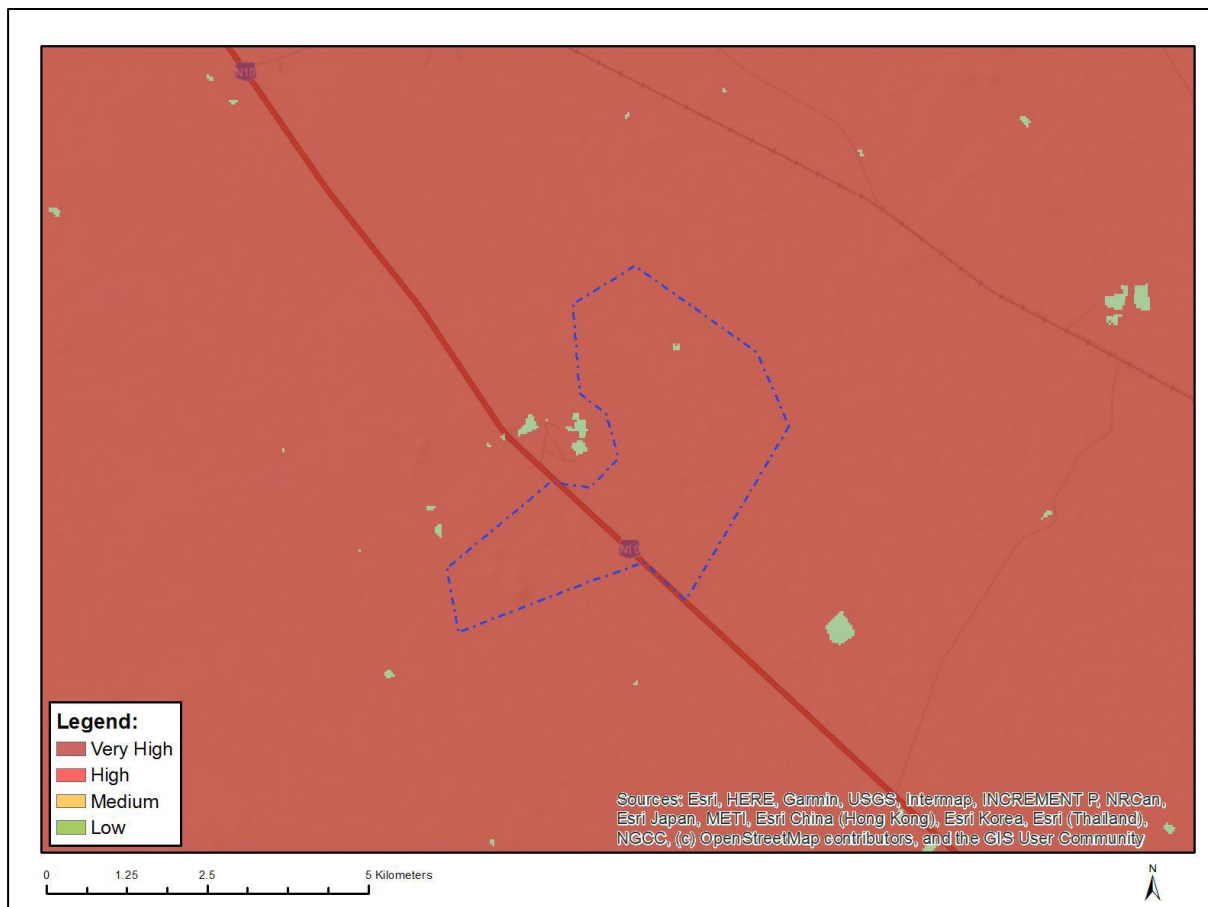 N10
N10
Legend:
Very High
High
Medium
Low
Sources: Esri, HERE, Garmin, USGS, Intermap, INCREMENT P, NRCan,
Esri Japan, METI, Esri China (Hong Kong), Esri Korea, Esri (Thailand),
NGCC, (c) OpenStreetMap contributors, and the GIS User Community
0 1.25 2.5 5 Kilometers
N